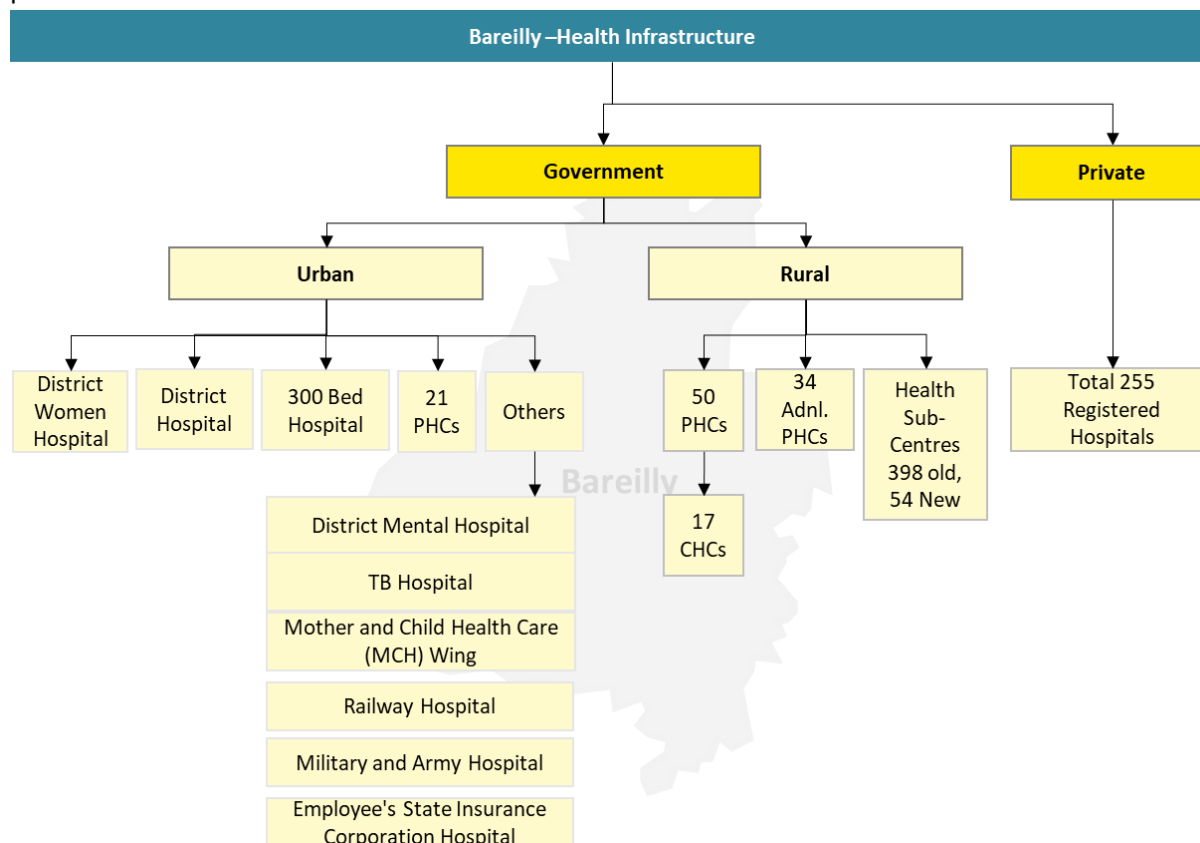 Bareilly –Health Infrastructure
Government
Private
Urban
Rural
District
Women
Hospital
District
Hospital
300 Bed
Hospital
21
PHCs
Others
50
PHCs
34
Adnl.
PHCs
Health
Sub-
Centres
398 old,
54 New
Total 255
Registered
Hospitals
Bareilly
17
CHCs
District Mental Hospital
TB Hospital
Mother and Child Health Care
(MCH) Wing
Railway Hospital
Military and Army Hospital
Employee's State Insurance
Corporation Hospital